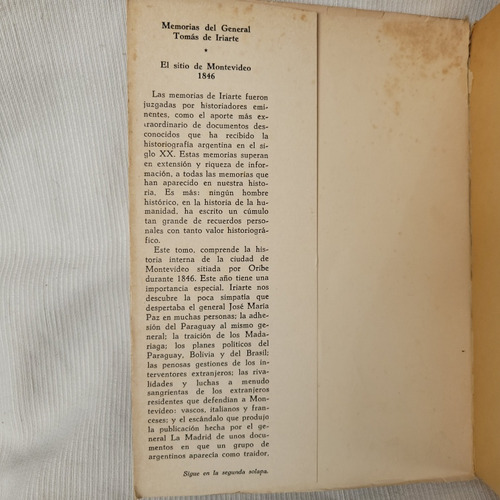 Memorias del General
Tomás de Iriarte
*
El sitio de Montevideo
1846
Las memorias de Iriarte fueron
juzgadas por historiadores emi-
nentes, como el aporte más ex-
traordinario de documentos des-
conocidos que ha recibido la
historiografía argentina en el si-
glo XX. Estas memorias superan
en extensión y riqueza de infor-
mación, a todas las memorias que
han aparecido en nuestra histo-
ria. Es más: ningún hombre
histórico, en la historia de la hu-
manidad, ha escrito un cúmulo
tan grande de recuerdos perso-
nales con tanto valor historiográ-
fico.
Este tomo, comprende la his-
toria interna de la ciudad de
Montevideo sitiada por Oribe
durante 1846. Este año tiene una
importancia especial. Iriarte nos
descubre la poca simpatía que
despertaba el general José María
Paz en muchas personas; la adhe-
sión del Paraguay al mismo ge-
neral; la traición de los Mada-
riaga; los planes políticos del
Paraguay, Bolivia y del Brasil;
las penosas gestiones de los in-
terventores extranjeros; las riva-
lidades y luchas a menudo
sangrientas de los extranjeros
residentes que defendían a Mon-
tevideo: vascos, italianos y fran-
ceses; y el escándalo que produjo
la publicación hecha por el gene-
ral La Madrid de unos documen-
tos en que un grupo de
argentinos aparecía como traidor.
Sigue en la segunda solapa.